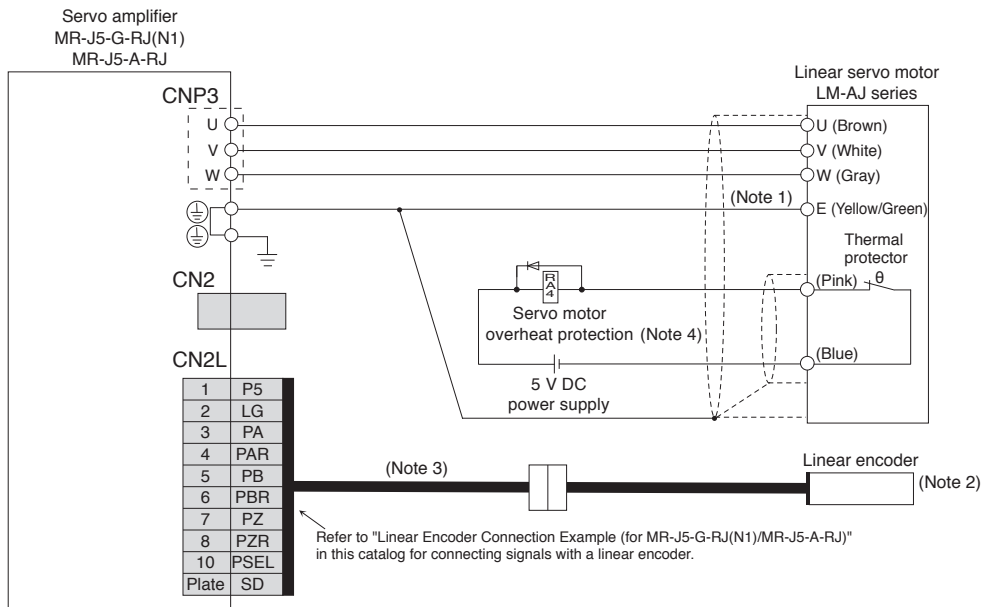 Servo amplifier
MR-J5-G-RJ(N1)
MR-J5-A-RJ
CNP3
U
V
W
CN2
CN2L
1 P5
2 LG
3 PA
4 PAR
5 PB
6 PBR
7 PZ
8 PZR
10 PSEL
Plate SD
Linear servo motor
LM-AJ series
U (Brown)
V (White)
W (Gray)
(Note 1)
E (Yellow/Green)
Thermal
protector
(Pink) θ
(Blue)
RA4
Servo motor
overheat protection (Note 4)
5 V DC
power supply
(Note 3)
Linear encoder
(Note 2)
Refer to "Linear Encoder Connection Example (for MR-J5-G-RJ(N1)/MR-J5-A-RJ)"
in this catalog for connecting signals with a linear encoder.